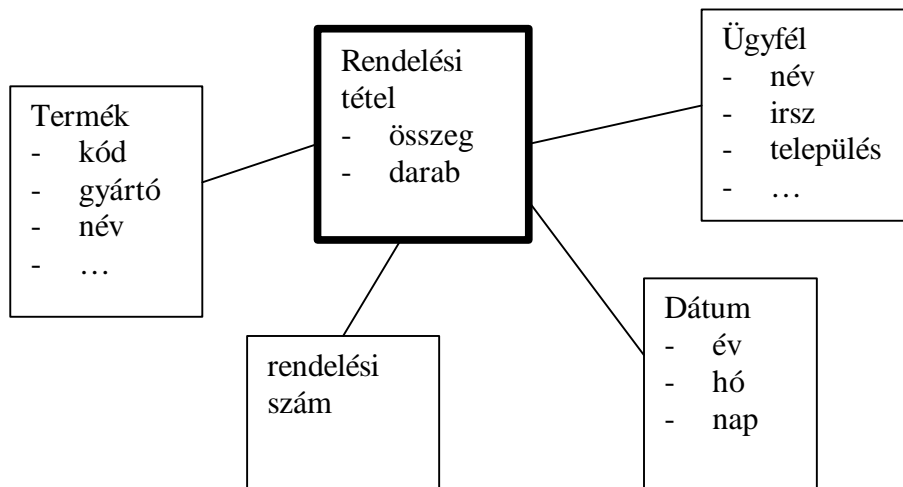 Termék
- kód
- gyártó
- név
- …
Rendelési
tétel
- összeg
- darab
Ügyfél
- név
- irsz
- település
- …
rendelési
szám
Dátum
- év
- hó
- nap